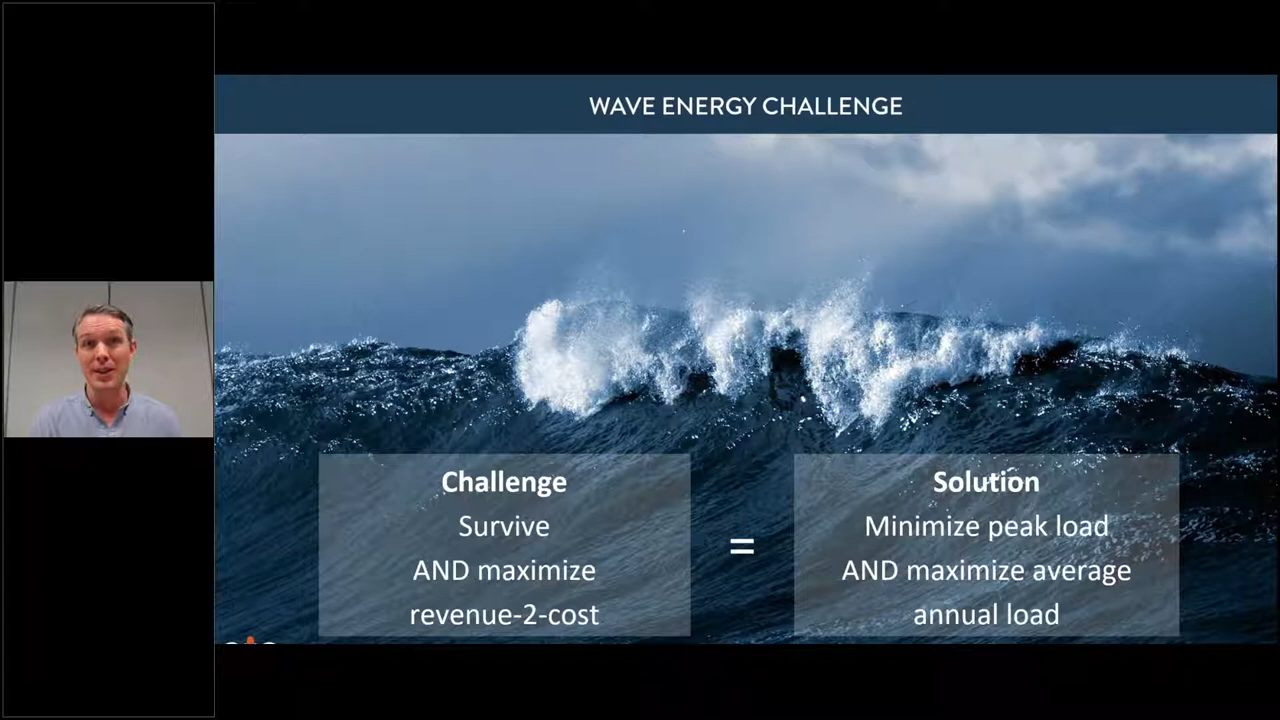 WAVE ENERGY CHALLENGE
Challenge
Survive
AND maximize
revenue-2-cost
=
Solution
Minimize peak load
AND maximize average
annual load